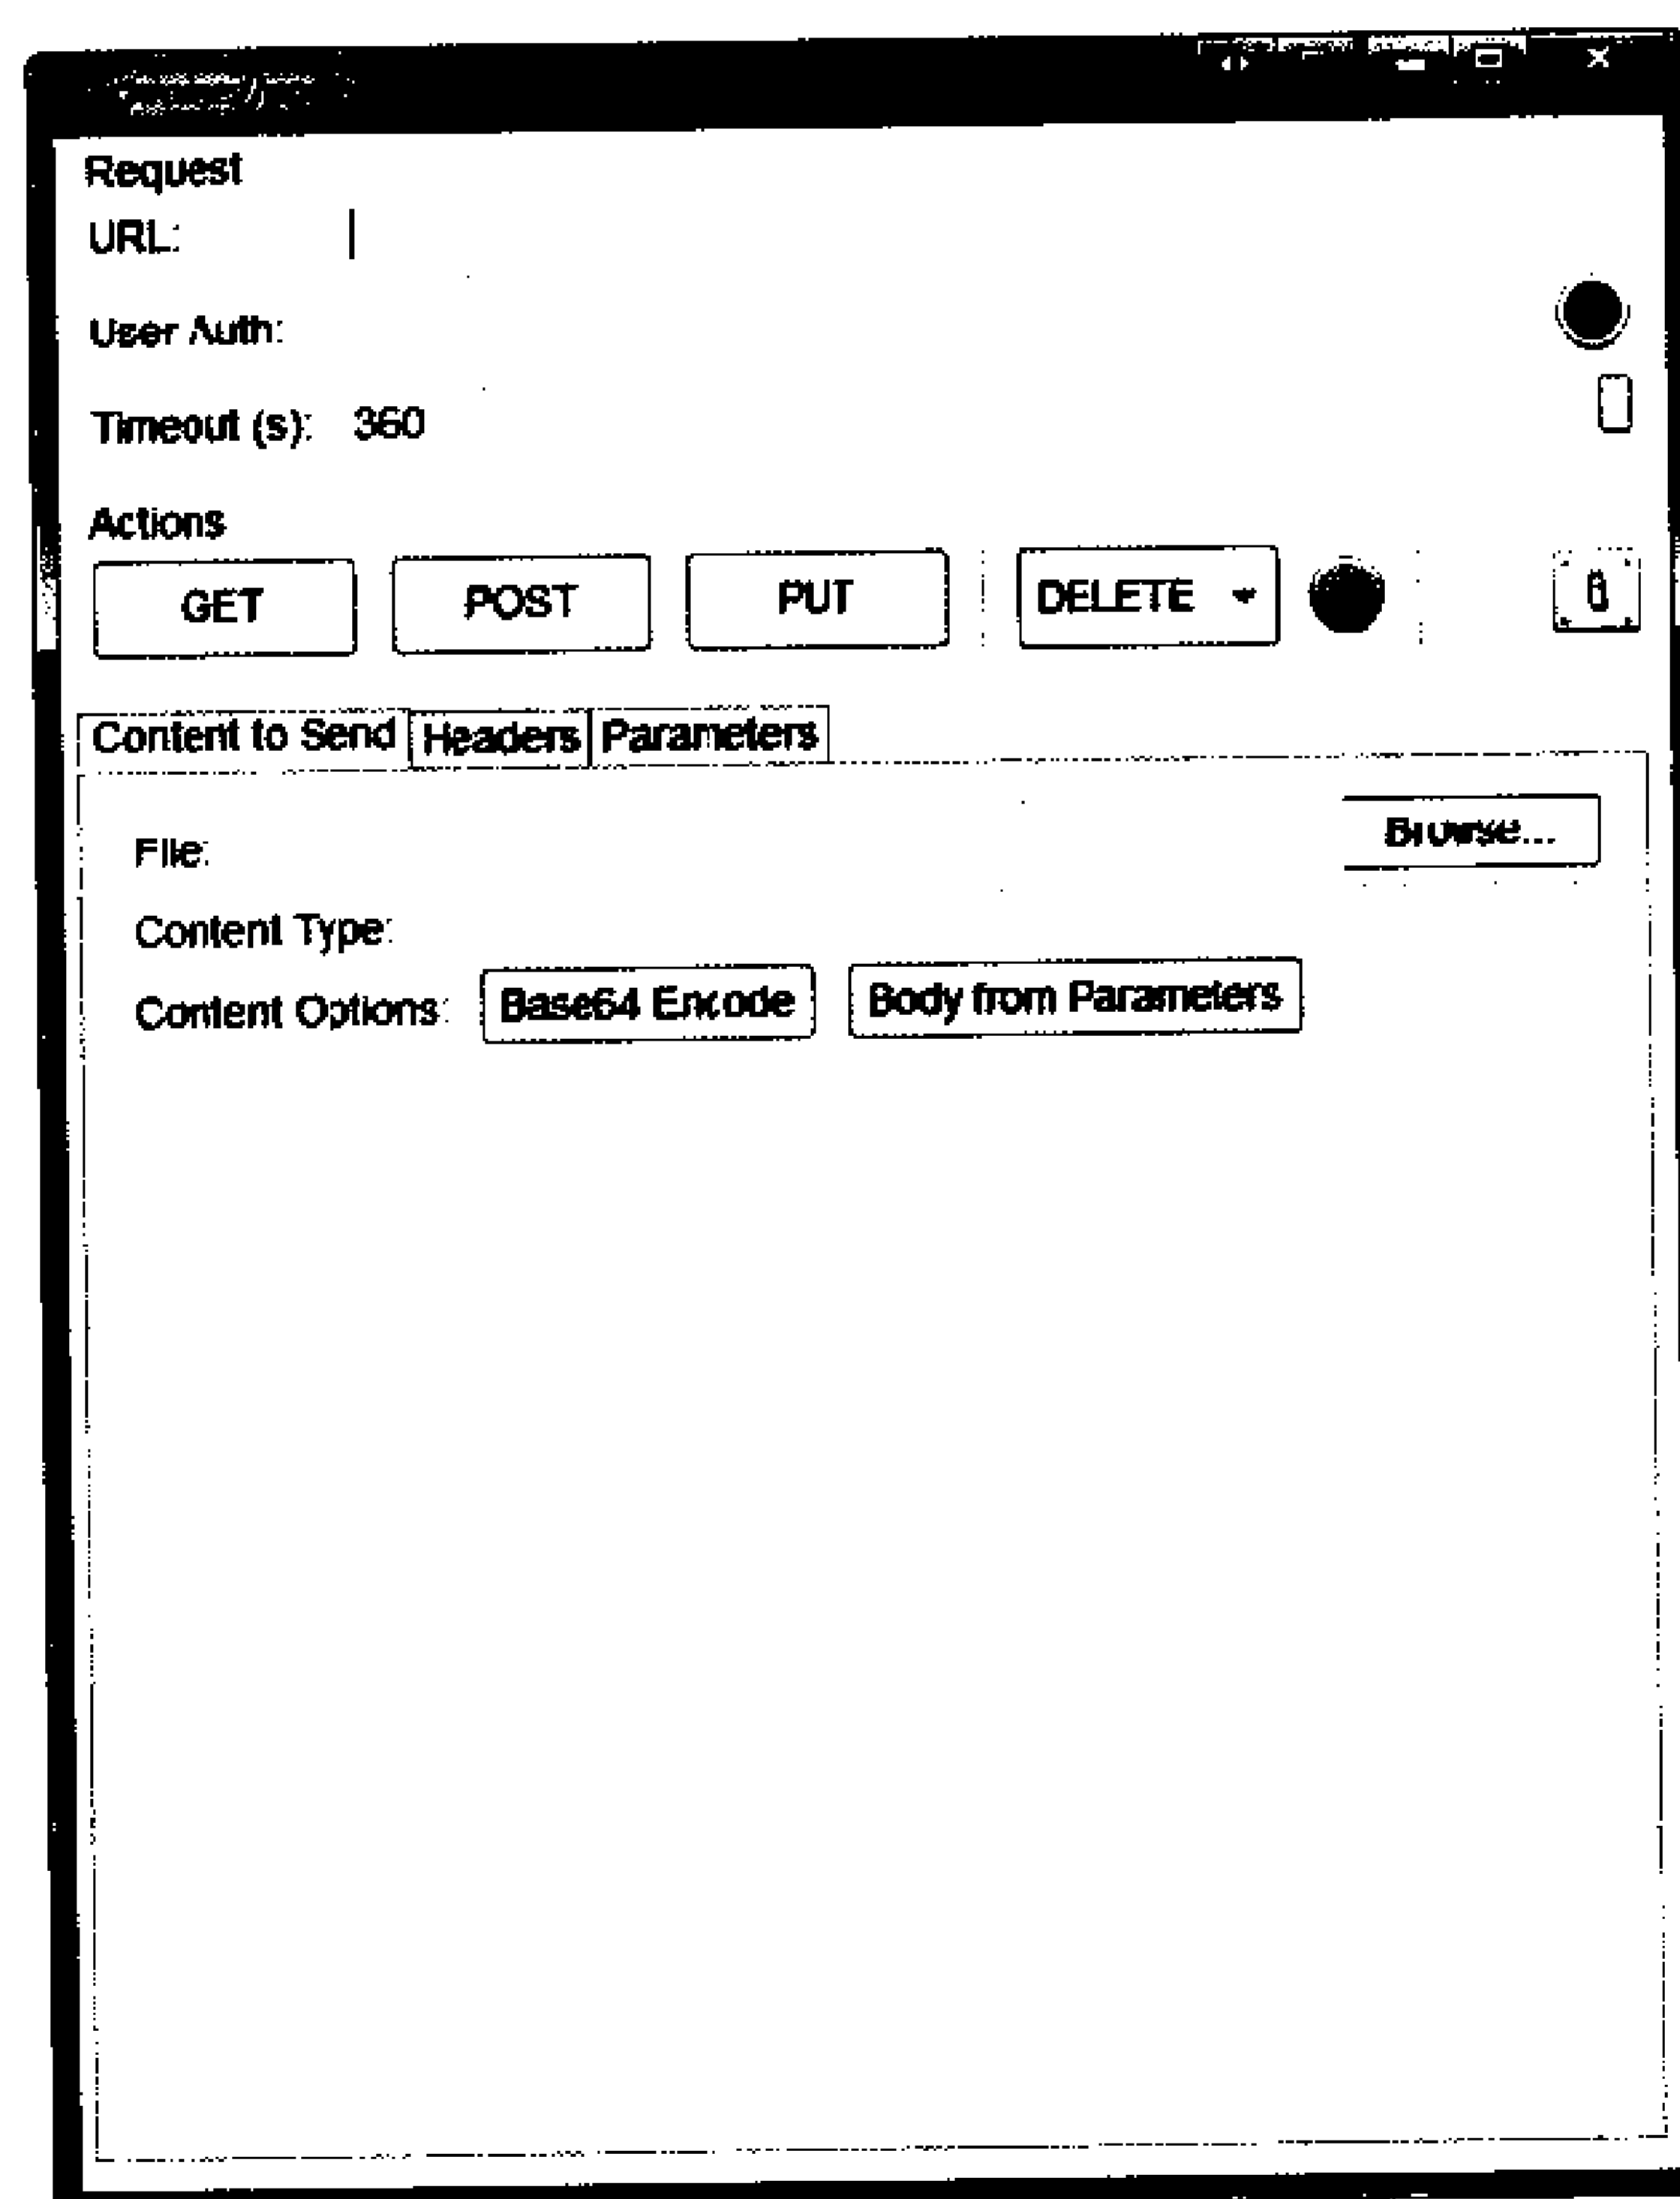 Request
URL:
User Auth:
Timeout (s): 360
Actions
GET POST PUT DELETE
Content to Send Headers Parameters
File: Browse...
Content Type:
Content Options: Base64 Encode Body from Parameters